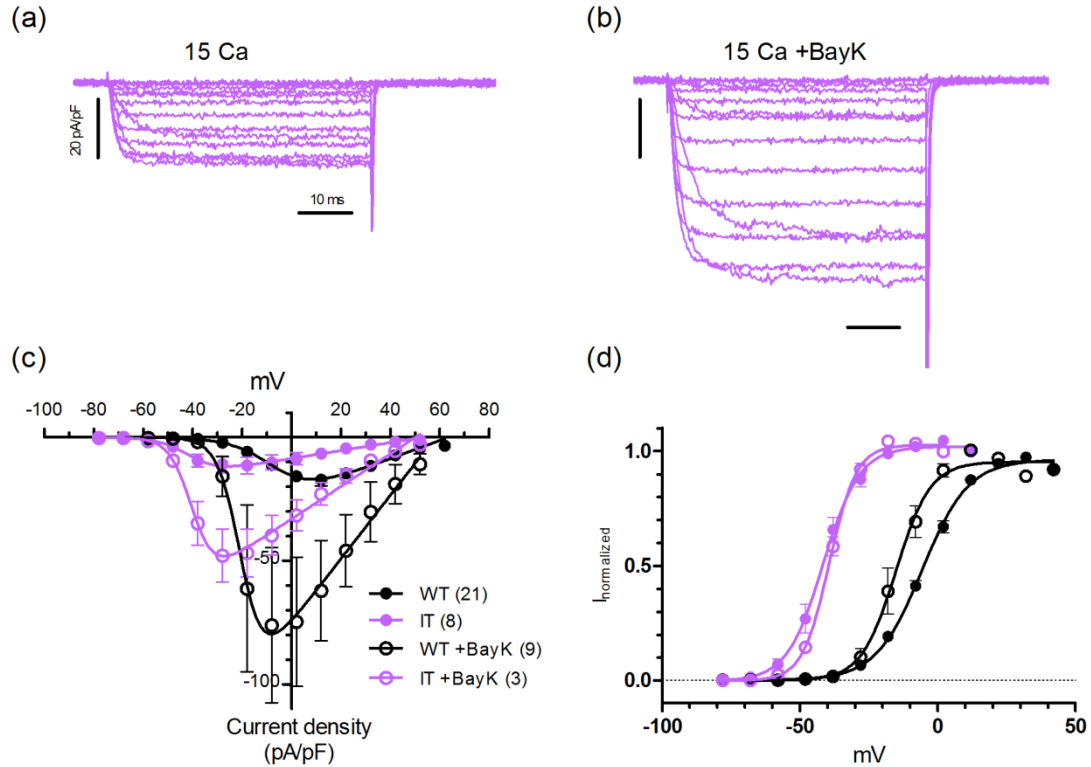 (a)
15 Ca
20 pA/pF
10 ms
(b)
15 Ca +BayK
(c)
mV
-100 -80 -60 -40 -20 20 40 60 80
-50
-100
WT (21)
IT (8)
WT +BayK (9)
IT +BayK (3)
Current density
(pA/pF)
(d)
1.0
0.5
0.0
I normalized
-100 -50 0 50
mV